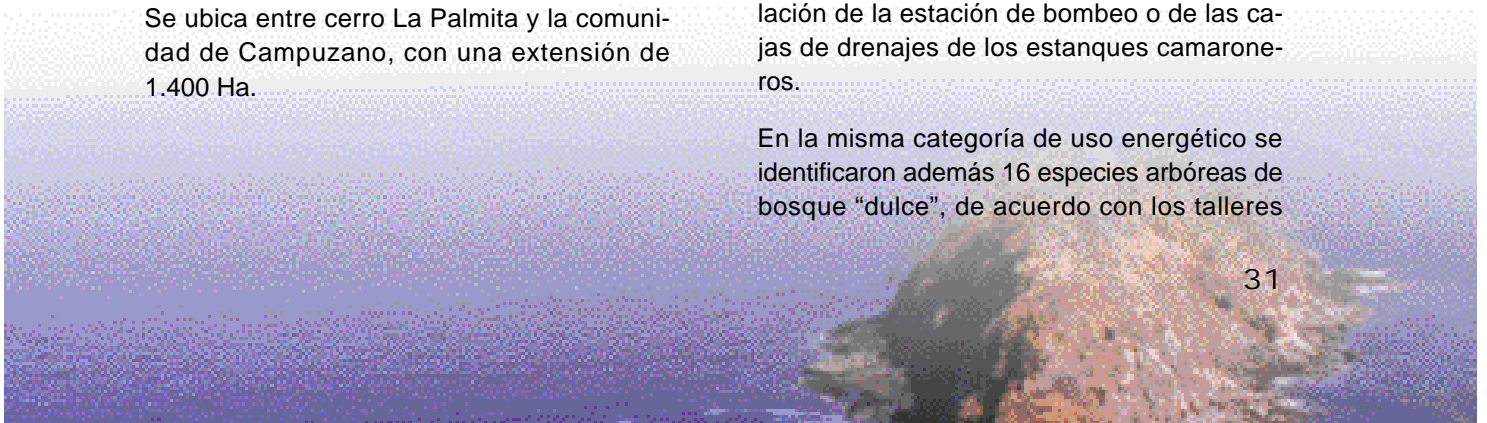 Se ubica entre cerro La Palmita y la comuni-
dad de Campuzano, con una extensión de
1.400 Ha.
lación de la estación de bombeo o de las ca-
jas de drenajes de los estanques camarone-
ros.
En la misma categoría de uso energético se
identificaron además 16 especies arbóreas de
bosque “dulce”, de acuerdo con los talleres
31